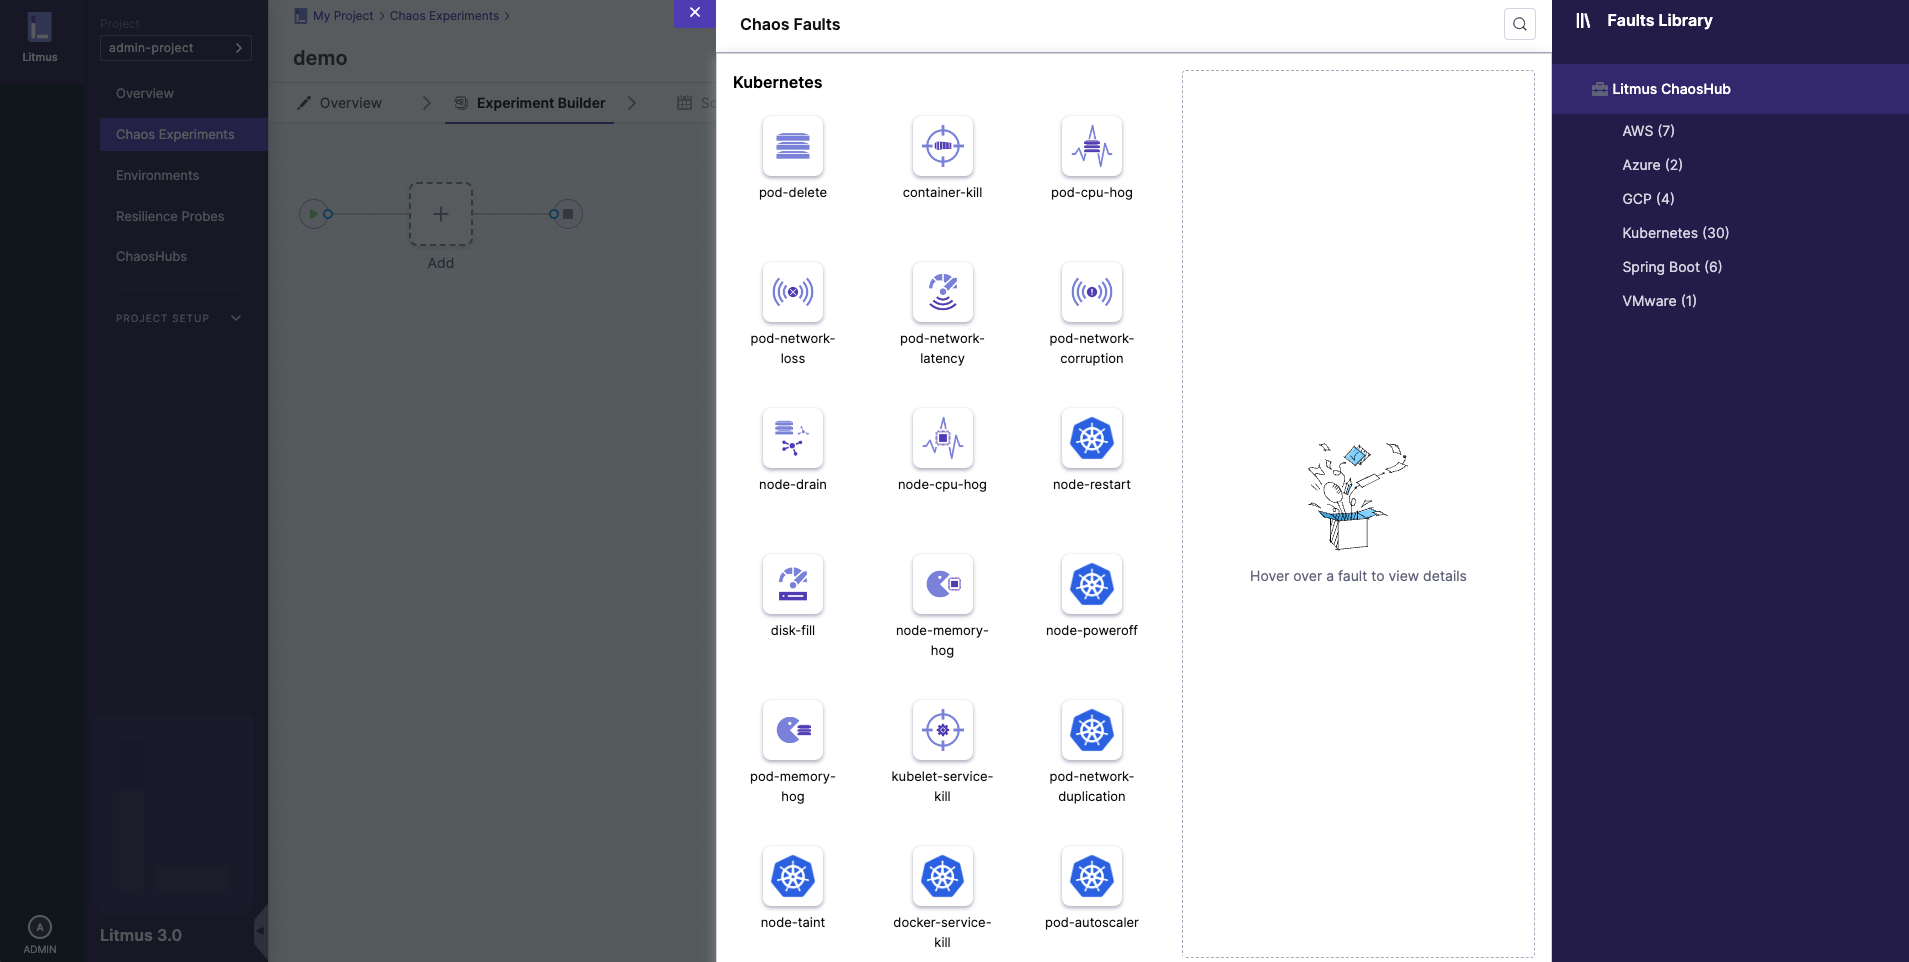 Litmus
Project
admin-project
Overview
Chaos Experiments
Environments
Resilience Probes
ChaosHubs
PROJECT SETUP
Litmus 3.0
A
ADMIN
My Project > Chaos Experiments >
demo
Overview
Experiment Builder
Sc
Add
Chaos Faults
Kubernetes
pod-delete
container-kill
pod-cpu-hog
pod-network-
loss
pod-network-
latency
pod-network-
corruption
node-drain
node-cpu-hog
node-restart
disk-fill
node-memory-
hog
node-poweroff
pod-memory-
hog
kubelet-service-
kill
pod-network-
duplication
node-taint
docker-service-
kill
pod-autoscaler
Hover over a fault to view details
Faults Library
Litmus ChaosHub
AWS (7)
Azure (2)
GCP (4)
Kubernetes (30)
Spring Boot (6)
VMware (1)